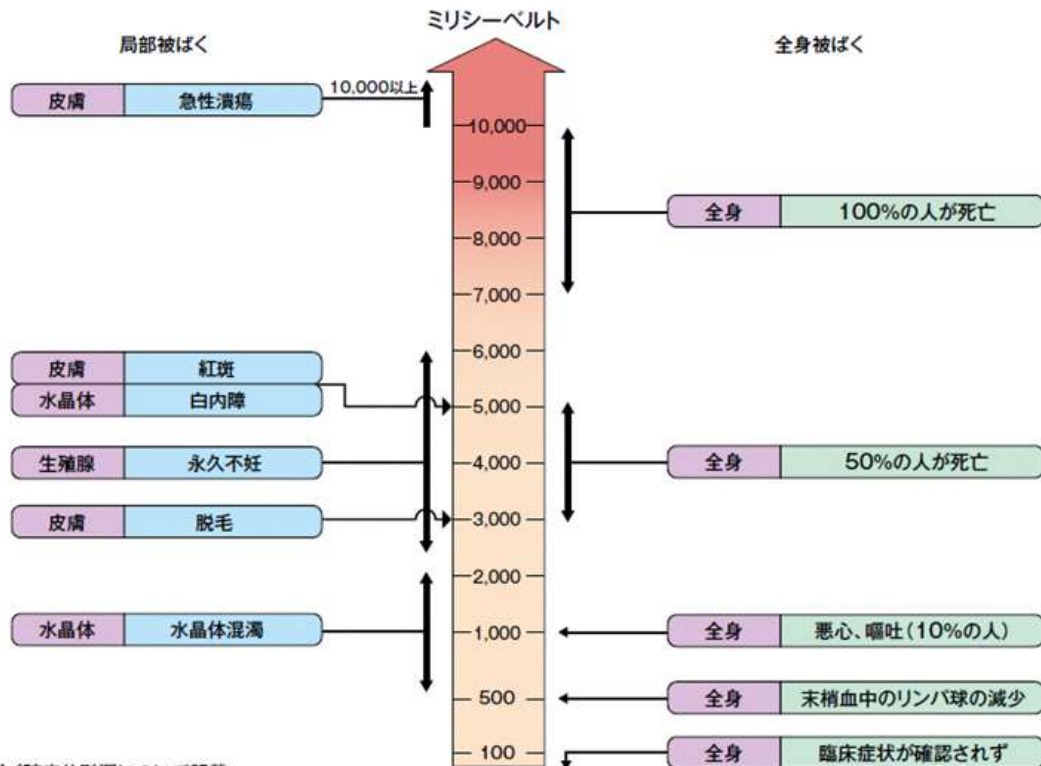 ミリシーベルト
局部被ばく
全身被ばく
皮膚 急性潰瘍 10,000以上
10,000
9,000
全身 100%の人が死亡
8,000
7,000
6,000
皮膚 紅斑
水晶体 白内障
5,000
生殖腺 永久不妊
4,000
全身 50%の人が死亡
皮膚 脱毛
3,000
2,000
水晶体 水晶体混濁
1,000
全身 悪心、嘔吐(10%の人)
500
全身 末梢血中のリンパ球の減少
100
全身 臨床症状が確認されず